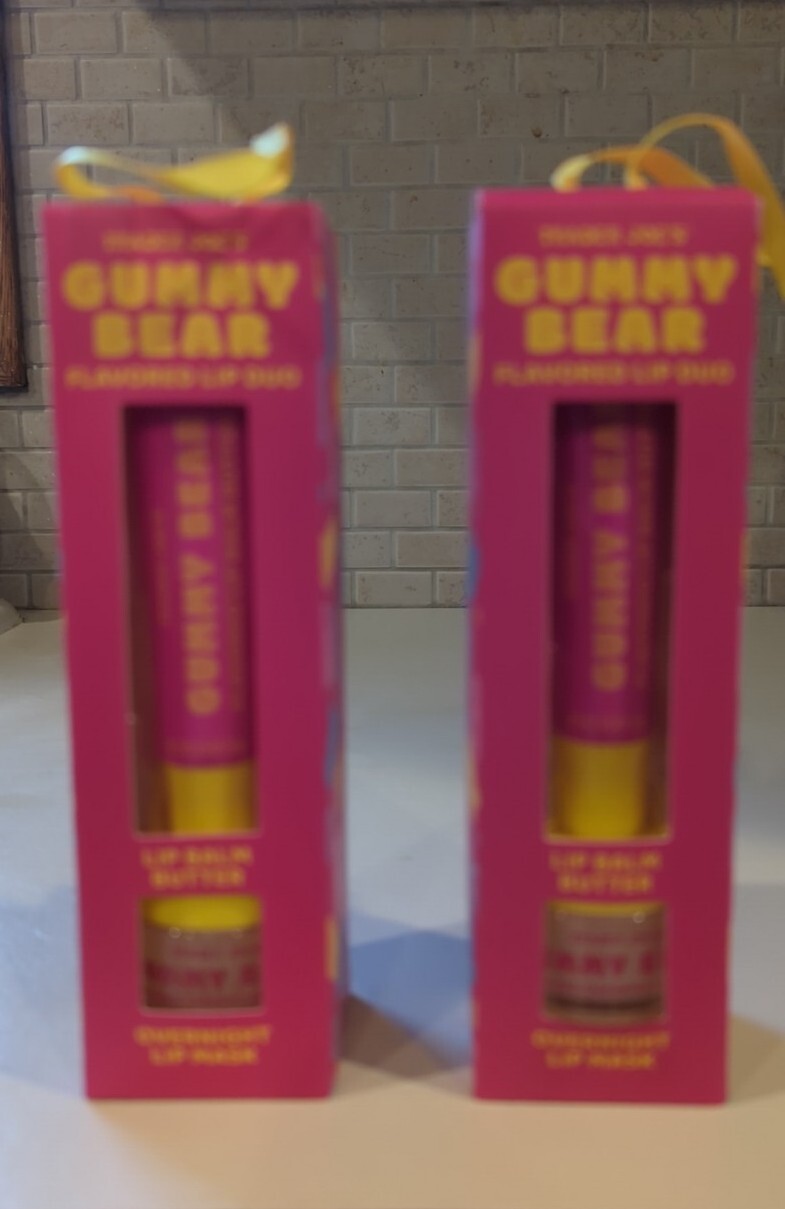 TRADER JOE'S
GUMMY
BEAR
FLAVORED LIP DUO
GUMMY BEAR
LIP BALM
BUTTER
OVERNIGHT
LIP MASK
TRADER JOE'S
GUMMY
BEAR
FLAVORED LIP DUO
GUMMY BEA
LIP BALM
BUTTER
OVERNIGHT
LIP MASK